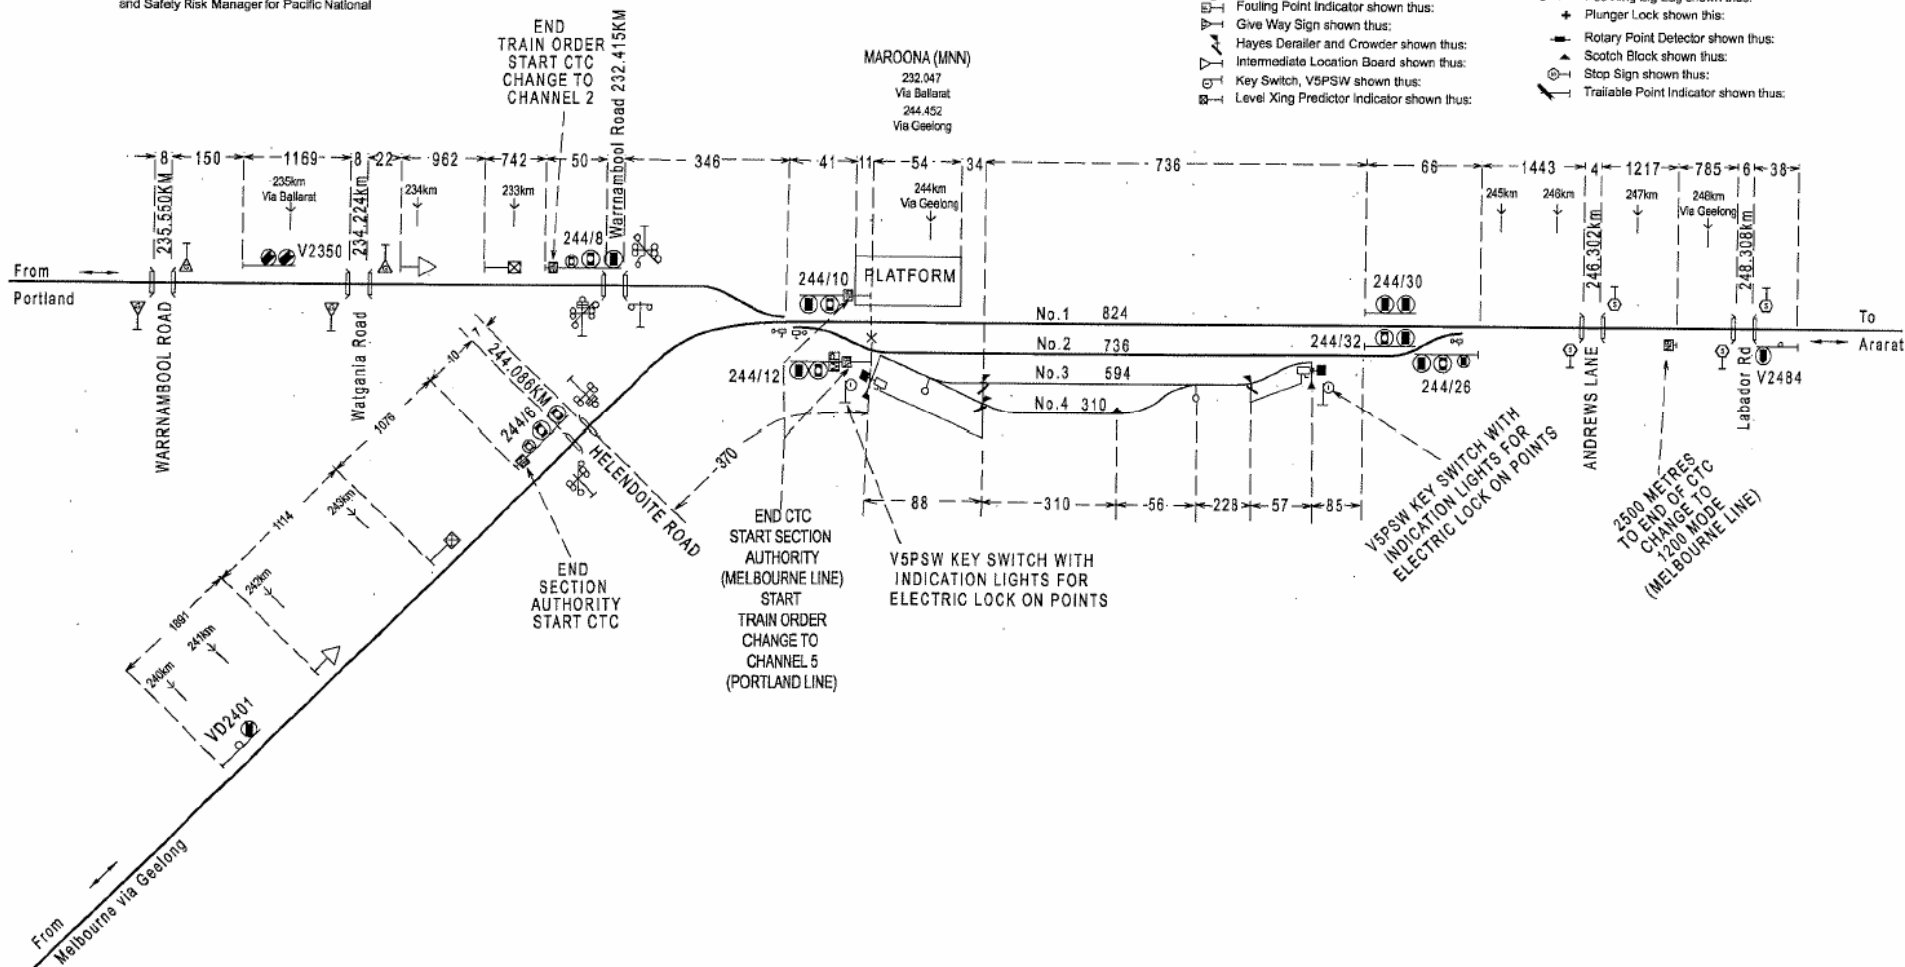 and Safety Risk Manager for Pacific National
Fouling Point Indicator shown thus:
Give Way Sign shown thus:
Hayes Derailer and Crowder shown thus:
Intermediate Location Board shown thus:
Key Switch, V5PSW shown thus:
Level Xing Predictor Indicator shown thus:
Plunger Lock shown this:
Rotary Point Detector shown thus:
Scotch Block shown thus:
Stop Sign shown thus:
Trailable Point Indicator shown thus:
END
TRAIN ORDER
START CTC
CHANGE TO
CHANNEL 2
Warrnambool Road 232.415KM
MAROONA (MNN)
232.047
Via Ballarat
244.452
Via Geelong
8 150 1169 8 22 962 742 50 346 41 11 54 34 736 66 1443 4 1217 785 6 38
235.550KM
235km
Via Ballarat
234.224km
234km
233km
244km
Via Geelong
245km
246km
246.302km
247km
248km
Via Geelong
248.308km
V2350
244/8
244/10
PLATFORM
244/30
From
Portland
To
Ararat
No.1 824
No.2 736
No.3 594
No.4 310
244/32
244/12
244/26
V2484
WARRNAMBOOL ROAD
Watgania Road
ANDREWS LANE
Labador Rd
7
10
244.086KM
244/6
HELENDOITE ROAD
1076
1114
1891
243km
242km
241km
240km
VD2401
370
88 310 56 228 57 85
END
SECTION
AUTHORITY
START CTC
END CTC
START SECTION
AUTHORITY
(MELBOURNE LINE)
START
TRAIN ORDER
CHANGE TO
CHANNEL 5
(PORTLAND LINE)
V5PSW KEY SWITCH WITH
INDICATION LIGHTS FOR
ELECTRIC LOCK ON POINTS
V5PSW KEY SWITCH WITH
INDICATION LIGHTS FOR
ELECTRIC LOCK ON POINTS
2500 METRES
TO END OF CTC
CHANGE TO
1200 MODE
(MELBOURNE LINE)
From
Melbourne via Geelong